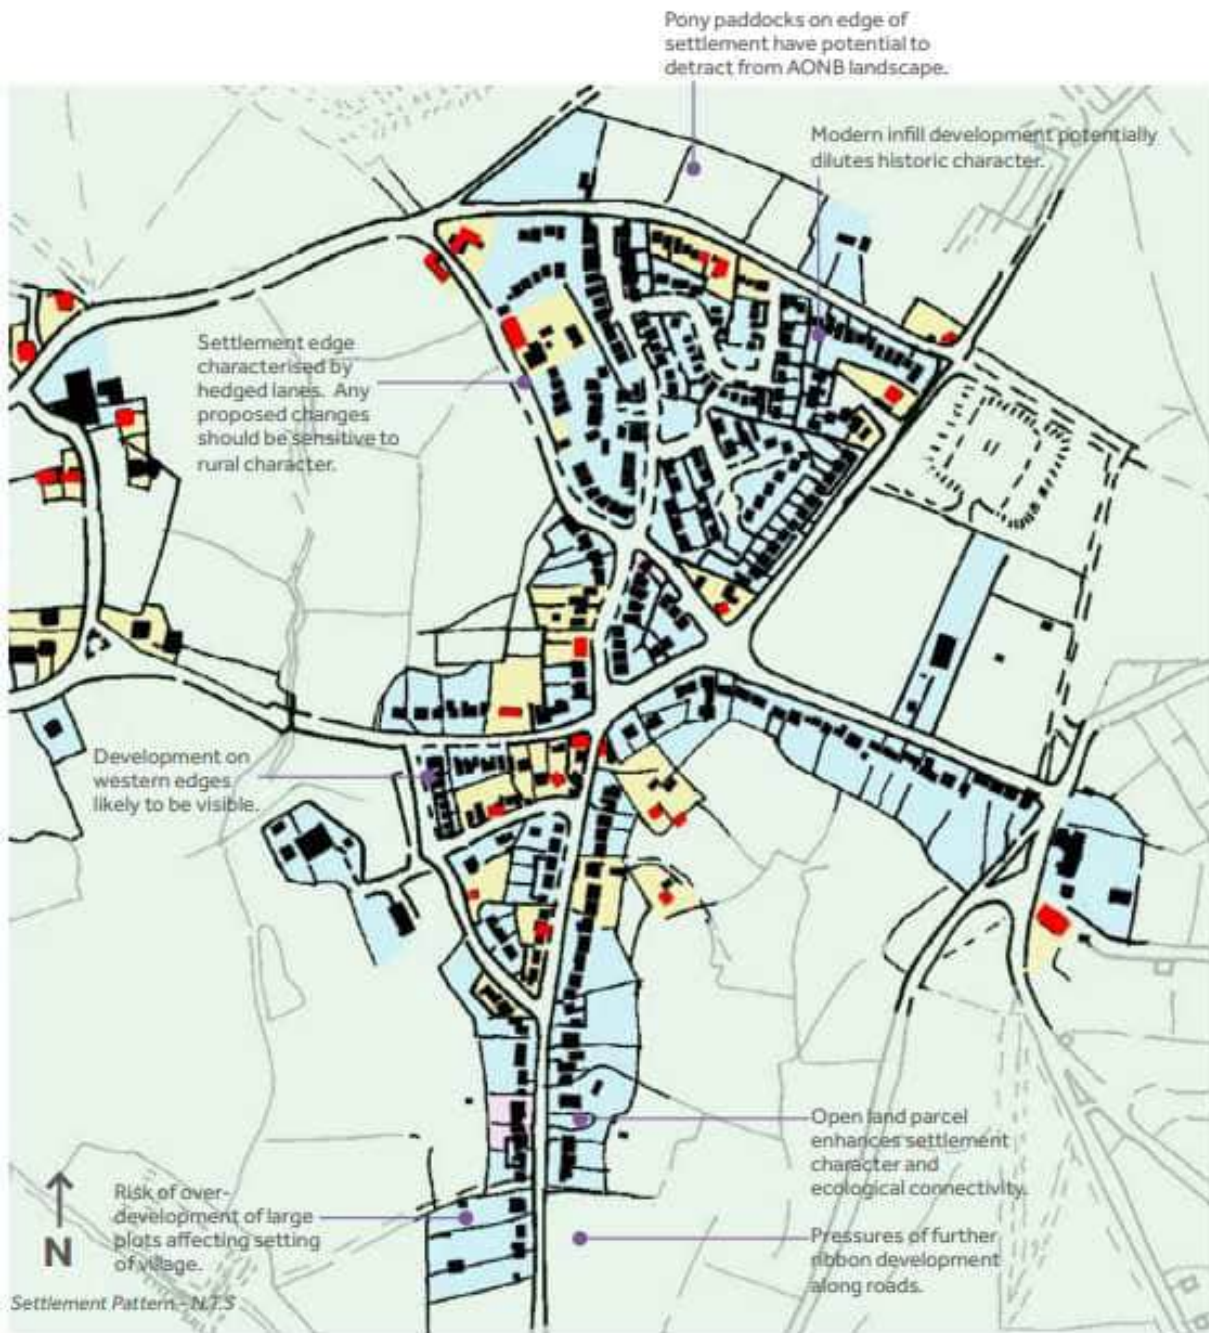 Pony paddocks on edge of
settlement have potential to
detract from AONB landscape.
Modern infill development potentially
dilutes historic character.
Settlement edge
characterised by
hedged lanes. Any
proposed changes
should be sensitive to
rural character.
Development on
western edges
likely to be visible.
Open land parcel
enhances settlement
character and
ecological connectivity.
Risk of over-
development of large
plots affecting setting
of village.
Pressures of further
ribbon development
along roads.
N
Settlement Pattern - N.T.S